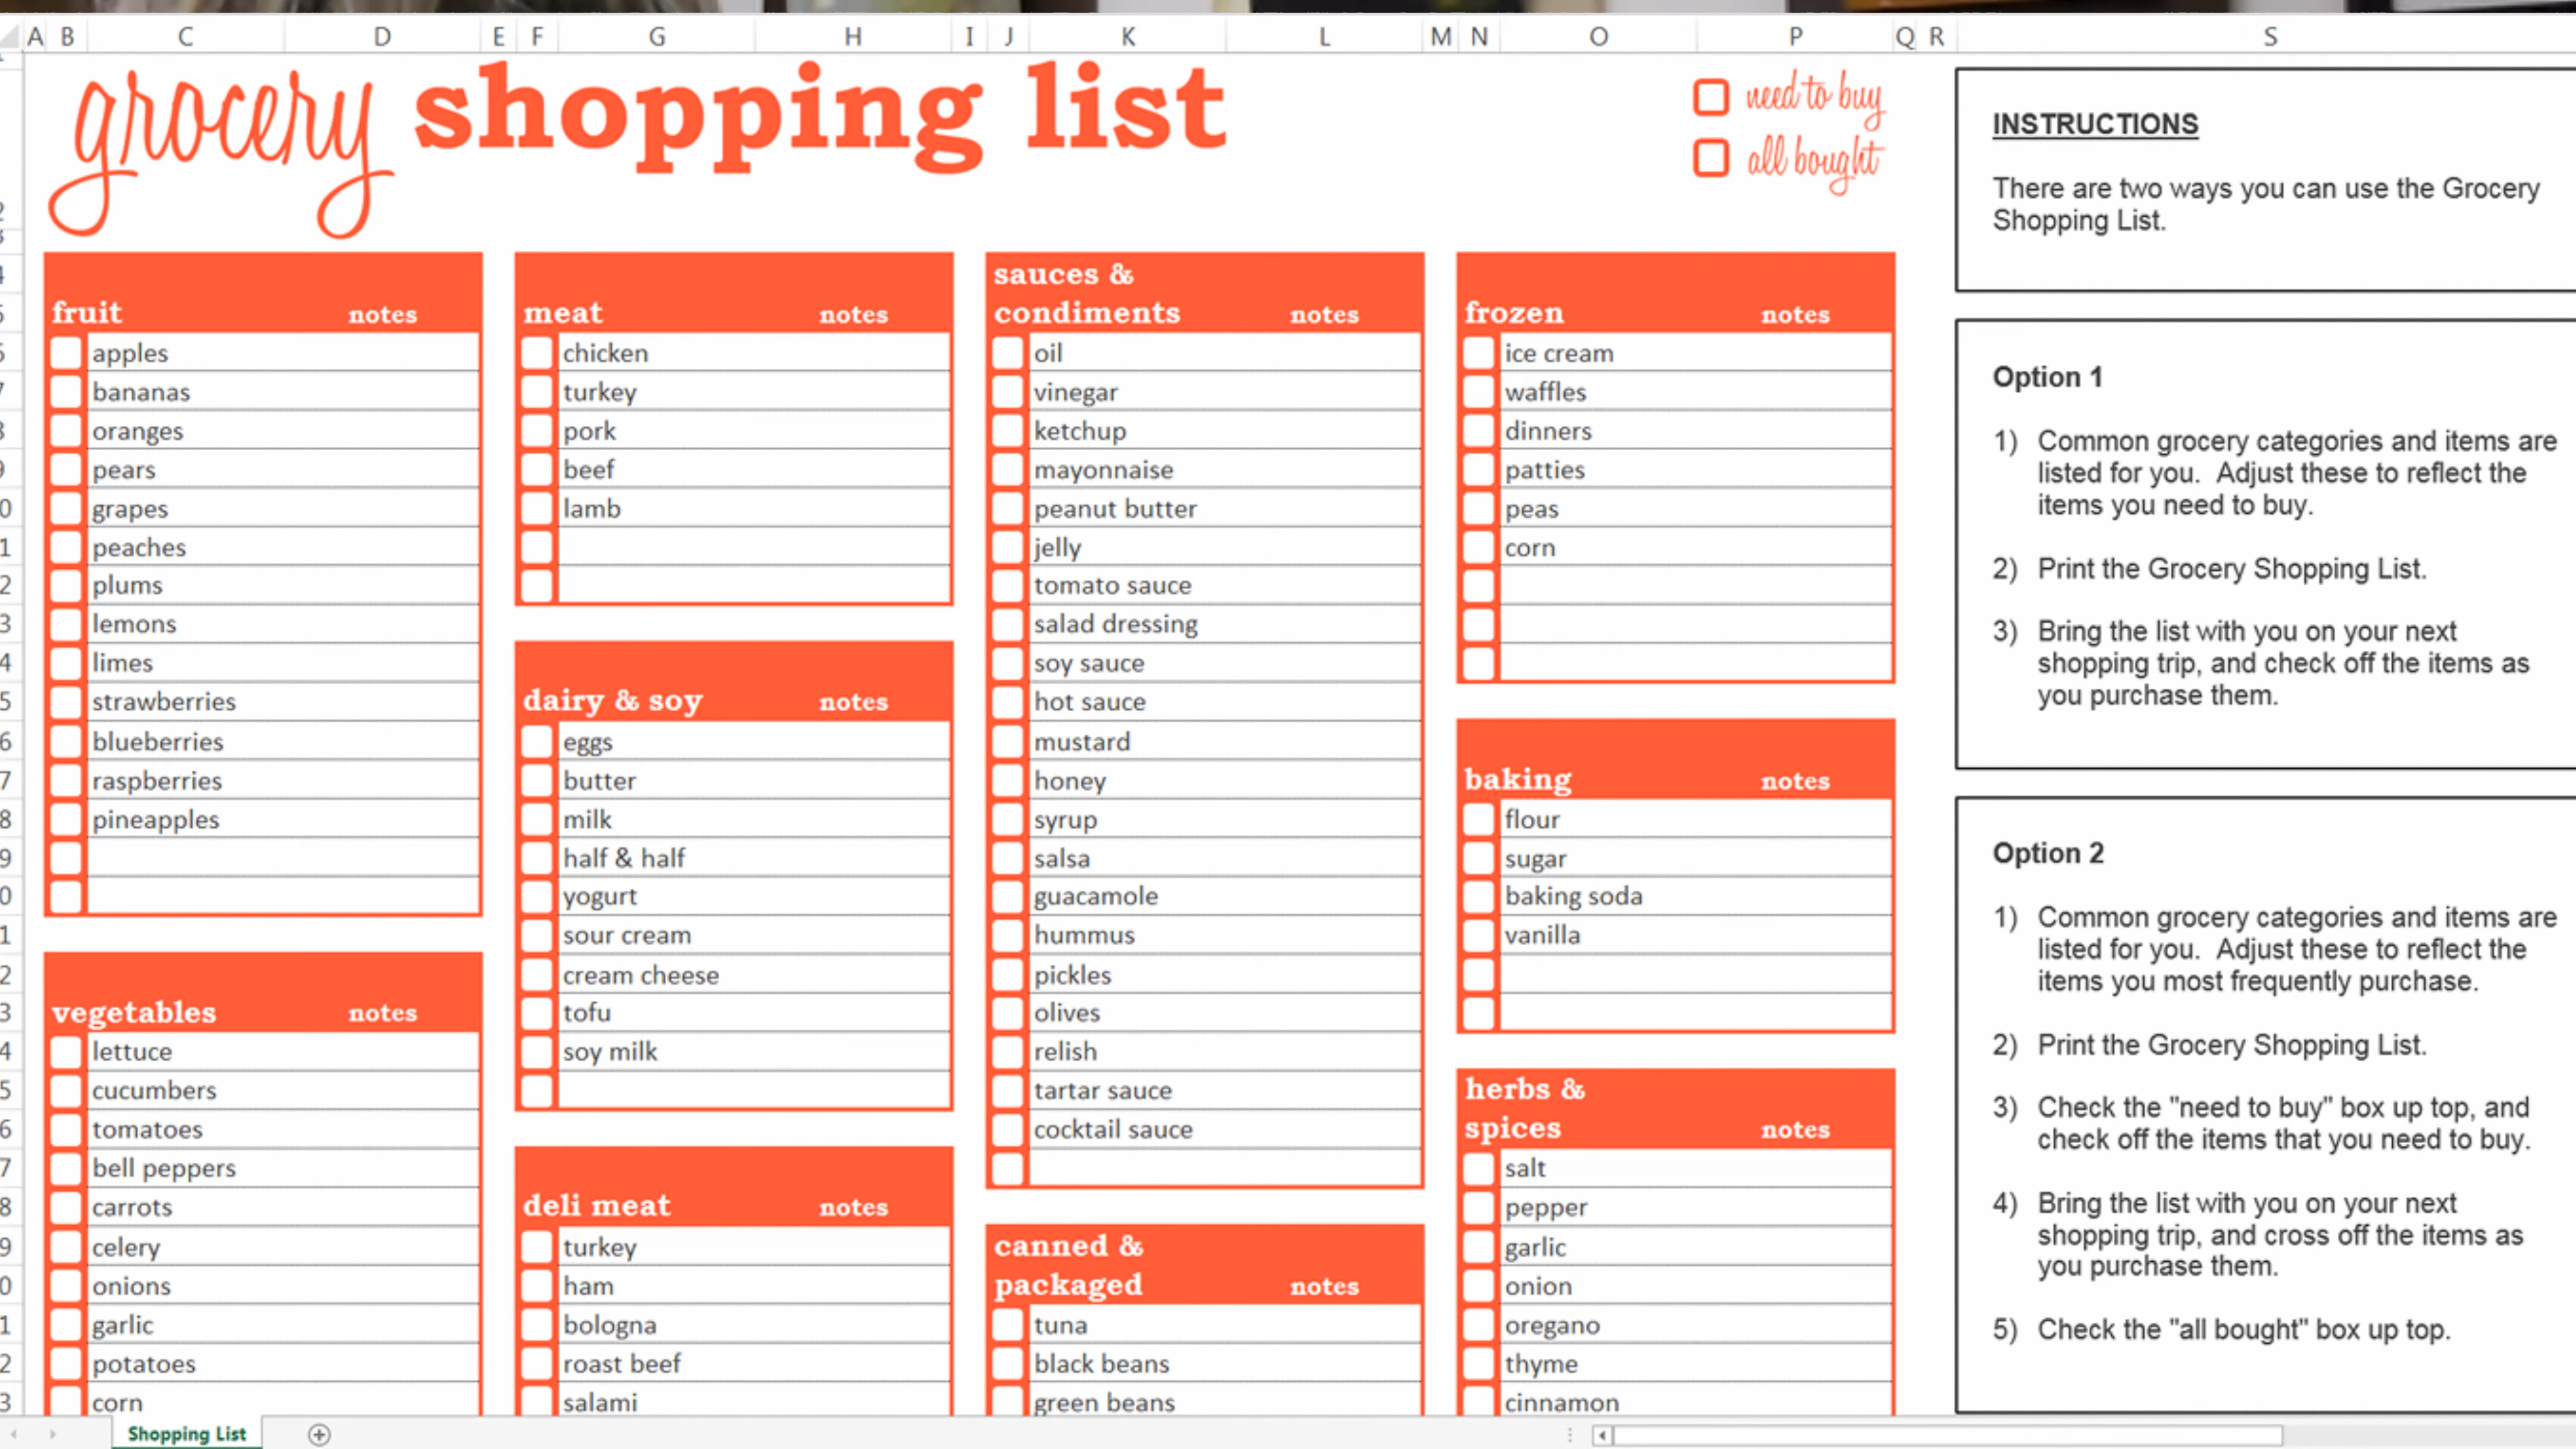 A B C D E F G H I J K L M N O P Q R S
grocery shopping list
need to buy
all bought
fruit notes
apples
bananas
oranges
pears
grapes
peaches
plums
lemons
limes
strawberries
blueberries
raspberries
pineapples
vegetables notes
lettuce
cucumbers
tomatoes
bell peppers
carrots
celery
onions
garlic
potatoes
corn
meat notes
chicken
turkey
pork
beef
lamb
dairy & soy notes
eggs
butter
milk
half & half
yogurt
sour cream
cream cheese
tofu
soy milk
deli meat notes
turkey
ham
bologna
roast beef
salami
sauces &
condiments notes
oil
vinegar
ketchup
mayonnaise
peanut butter
jelly
tomato sauce
salad dressing
soy sauce
hot sauce
mustard
honey
syrup
salsa
guacamole
hummus
pickles
olives
relish
tartar sauce
cocktail sauce
canned &
packaged notes
tuna
black beans
green beans
frozen notes
ice cream
waffles
dinners
patties
peas
corn
baking notes
flour
sugar
baking soda
vanilla
herbs &
spices notes
salt
pepper
garlic
onion
oregano
thyme
cinnamon
INSTRUCTIONS
There are two ways you can use the Grocery
Shopping List.
Option 1
1) Common grocery categories and items are
listed for you. Adjust these to reflect the
items you need to buy.
2) Print the Grocery Shopping List.
3) Bring the list with you on your next
shopping trip, and check off the items as
you purchase them.
Option 2
1) Common grocery categories and items are
listed for you. Adjust these to reflect the
items you most frequently purchase.
2) Print the Grocery Shopping List.
3) Check the "need to buy" box up top, and
check off the items that you need to buy.
4) Bring the list with you on your next
shopping trip, and cross off the items as
you purchase them.
5) Check the "all bought" box up top.
Shopping List